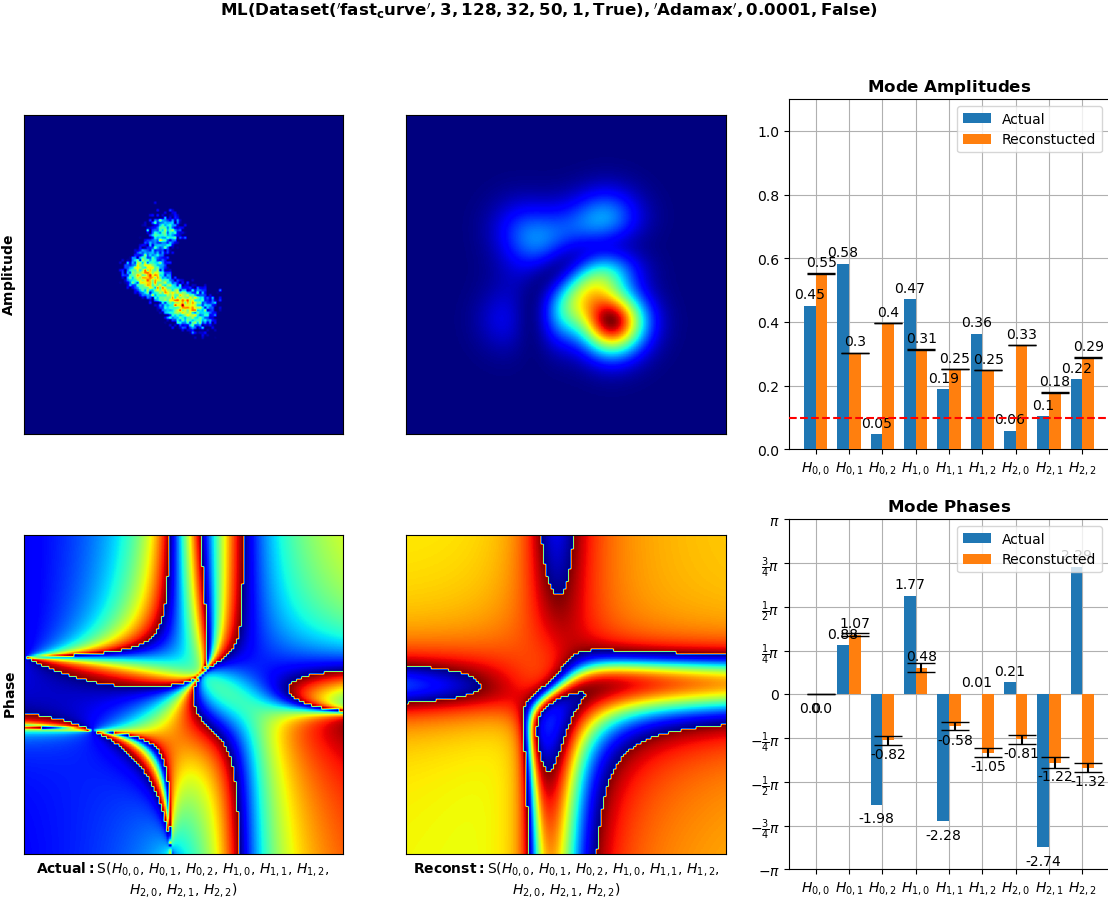 ML(Dataset('fast_curve', 3, 128, 32, 50, 1, True), 'Adamax', 0.0001, False)
Mode Amplitudes
Amplitude
1.0
0.8
0.6
0.4
0.2
0.0
Actual
Reconstucted
0.45
0.55
0.58
0.3
0.05
0.4
0.47
0.31
0.19
0.25
0.36
0.25
0.06
0.33
0.1
0.18
0.22
0.29
H0,0 H0,1 H0,2 H1,0 H1,1 H1,2 H2,0 H2,1 H2,2
Mode Phases
Phase
π
3/4π
1/2π
1/4π
0
−1/4π
−1/2π
−3/4π
−π
Actual
Reconstucted
0.0
0.0
0.88
1.07
-1.98
-0.82
1.77
0.48
-2.28
-0.58
0.01
-1.05
0.21
-0.81
-2.74
-1.22
-1.32
H0,0 H0,1 H0,2 H1,0 H1,1 H1,2 H2,0 H2,1 H2,2
Actual: S(H0,0, H0,1, H0,2, H1,0, H1,1, H1,2,
H2,0, H2,1, H2,2)
Reconst: S(H0,0, H0,1, H0,2, H1,0, H1,1, H1,2,
H2,0, H2,1, H2,2)